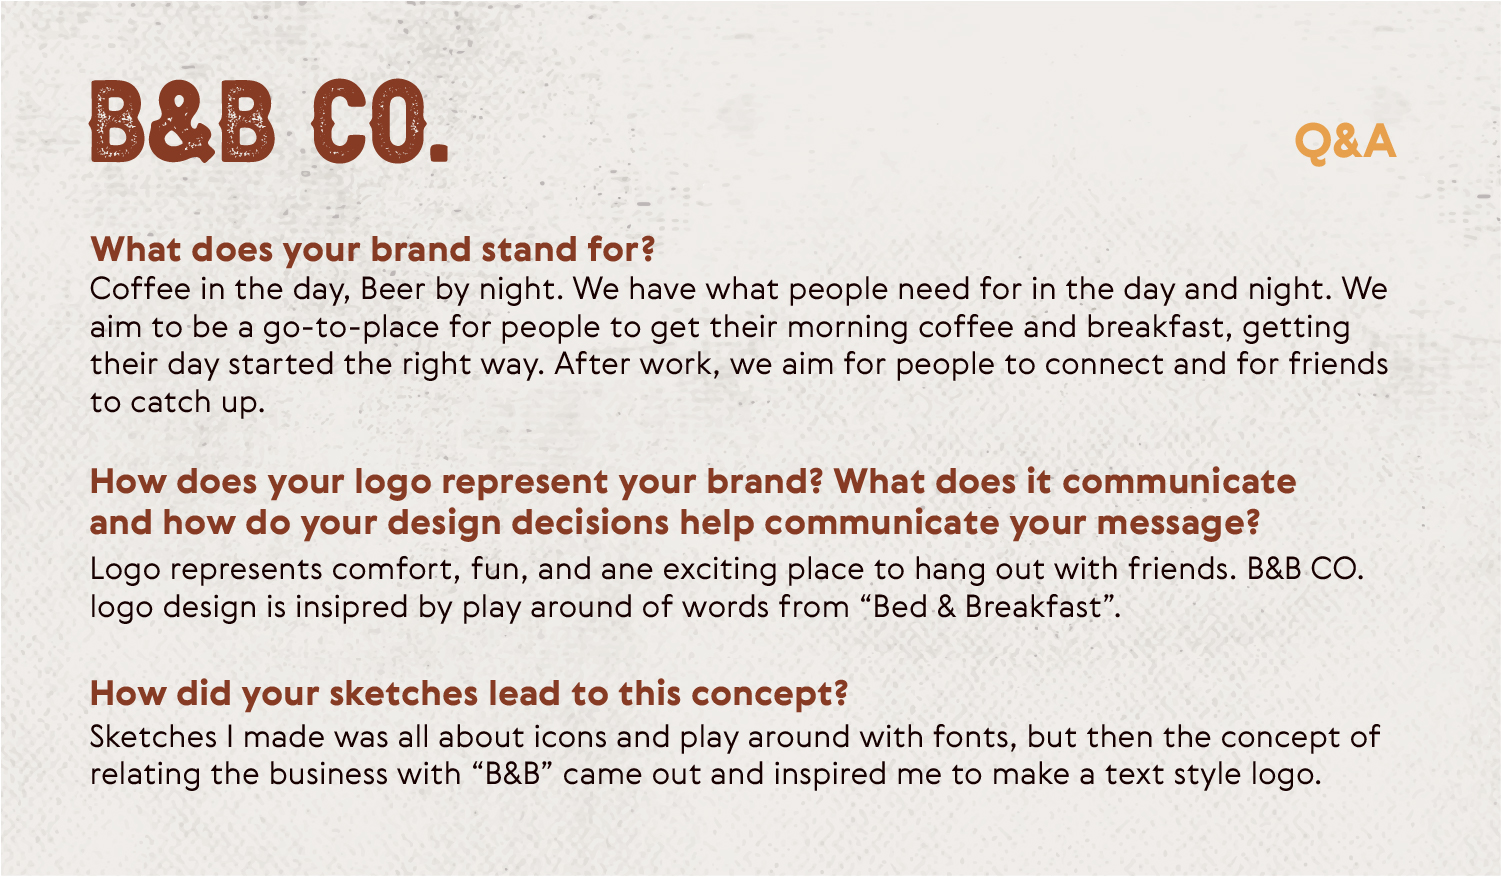 B&B CO.
Q&A
What does your brand stand for?
Coffee in the day, Beer by night. We have what people need for in the day and night. We
aim to be a go-to-place for people to get their morning coffee and breakfast, getting
their day started the right way. After work, we aim for people to connect and for friends
to catch up.
How does your logo represent your brand? What does it communicate
and how do your design decisions help communicate your message?
Logo represents comfort, fun, and ane exciting place to hang out with friends. B&B CO.
logo design is insipred by play around of words from “Bed & Breakfast”.
How did your sketches lead to this concept?
Sketches I made was all about icons and play around with fonts, but then the concept of
relating the business with “B&B” came out and inspired me to make a text style logo.